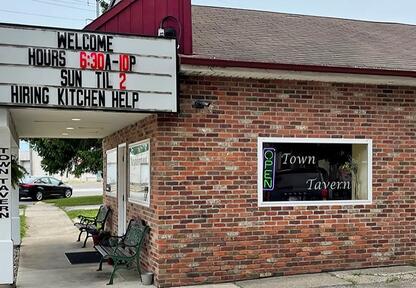 WELCOME
HOURS 6:30A-10P
SUN TIL 2
HIRING KITCHEN HELP
TOWN TAVERN
OPEN
Town
Tavern